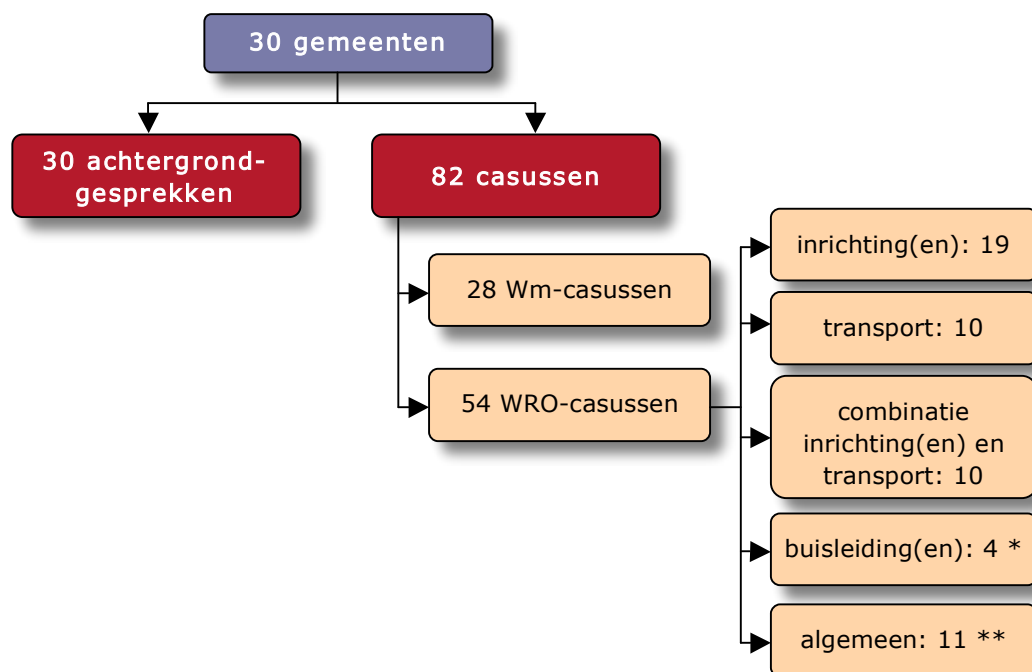 30 gemeenten
30 achtergrond-
gesprekken
82 casussen
28 Wm-casussen
54 WRO-casussen
inrichting(en): 19
transport: 10
combinatie
inrichting(en) en
transport: 10
buisleiding(en): 4 *
algemeen: 11 **